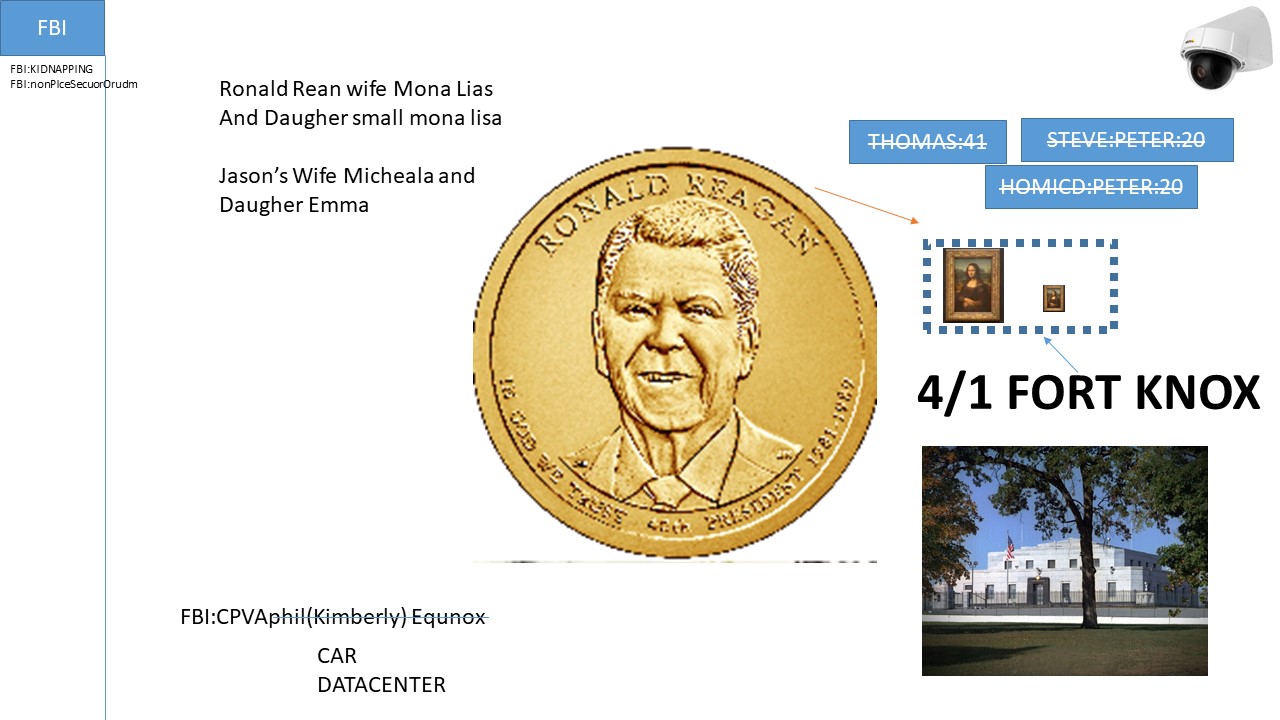 FBI
FBI:KIDNAPPING
FBI:nonPlceSecuorOrudm
Ronald Rean wife Mona Lias
And Daugher small mona lisa
Jason’s Wife Micheala and
Daugher Emma
THOMAS:41
STEVE:PETER:20
HOMICD:PETER:20
RONALD REAGAN
IN GOD WE TRUST 40th PRESIDENT 1981-1989
4/1 FORT KNOX
FBI:CPVAphil(Kimberly) Equnox
CAR
DATACENTER